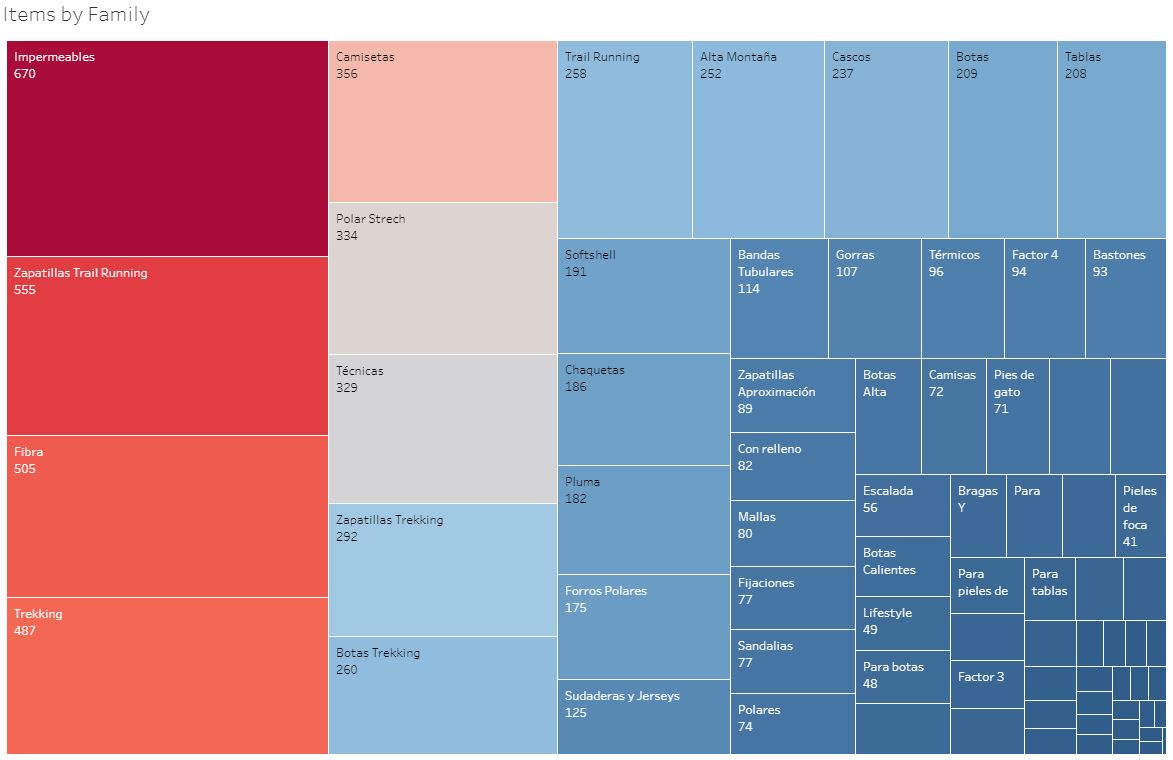 Items by Family
Impermeables
670
Zapatillas Trail Running
555
Fibra
505
Trekking
487
Camisetas
356
Polar Strech
334
Técnicas
329
Zapatillas Trekking
292
Botas Trekking
260
Trail Running
258
Alta Montaña
252
Cascos
237
Botas
209
Tablas
208
Softshell
191
Chaquetas
186
Pluma
182
Forros Polares
175
Sudaderas y Jerseys
125
Bandas
Tubulares
114
Gorras
107
Térmicos
96
Factor 4
94
Bastones
93
Zapatillas
Aproximación
89
Con relleno
82
Mallas
80
Fijaciones
77
Sandalias
77
Polares
74
Botas
Alta
Camisas
72
Pies de
gato
71
Escalada
56
Botas
Calientes
Lifestyle
49
Para botas
48
Bragas
Y
Para
Pieles
de
foca
41
Para
pieles de
Para
tablas
Factor 3